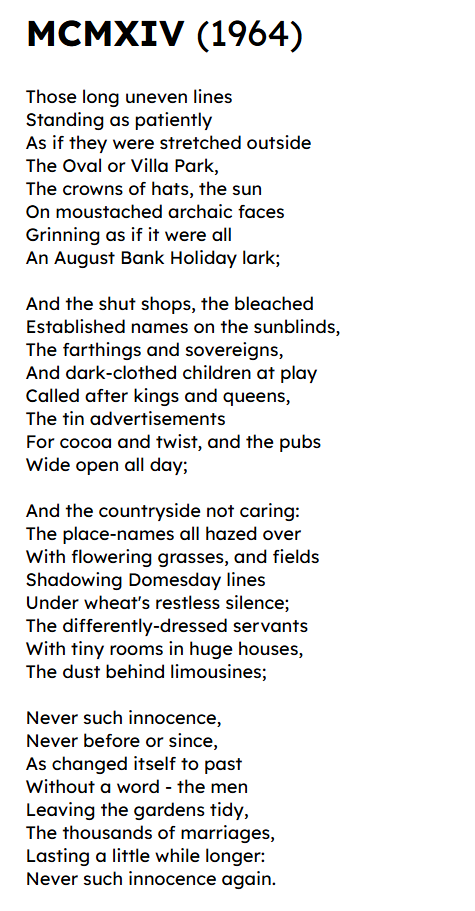 MCMXIV (1964)

Those long uneven lines
Standing as patiently
As if they were stretched outside
The Oval or Villa Park,
The crowns of hats, the sun
On moustached archaic faces
Grinning as if it were all
An August Bank Holiday lark;

And the shut shops, the bleached
Established names on the sunblinds,
The farthings and sovereigns,
And dark-clothed children at play
Called after kings and queens,
The tin advertisements
For cocoa and twist, and the pubs
Wide open all day;

And the countryside not caring:
The place-names all hazed over
With flowering grasses, and fields
Shadowing Domesday lines
Under wheat's restless silence;
The differently-dressed servants
With tiny rooms in huge houses,
The dust behind limousines;

Never such innocence,
Never before or since,
As changed itself to past
Without a word - the men
Leaving the gardens tidy,
The thousands of marriages,
Lasting a little while longer:
Never such innocence again.